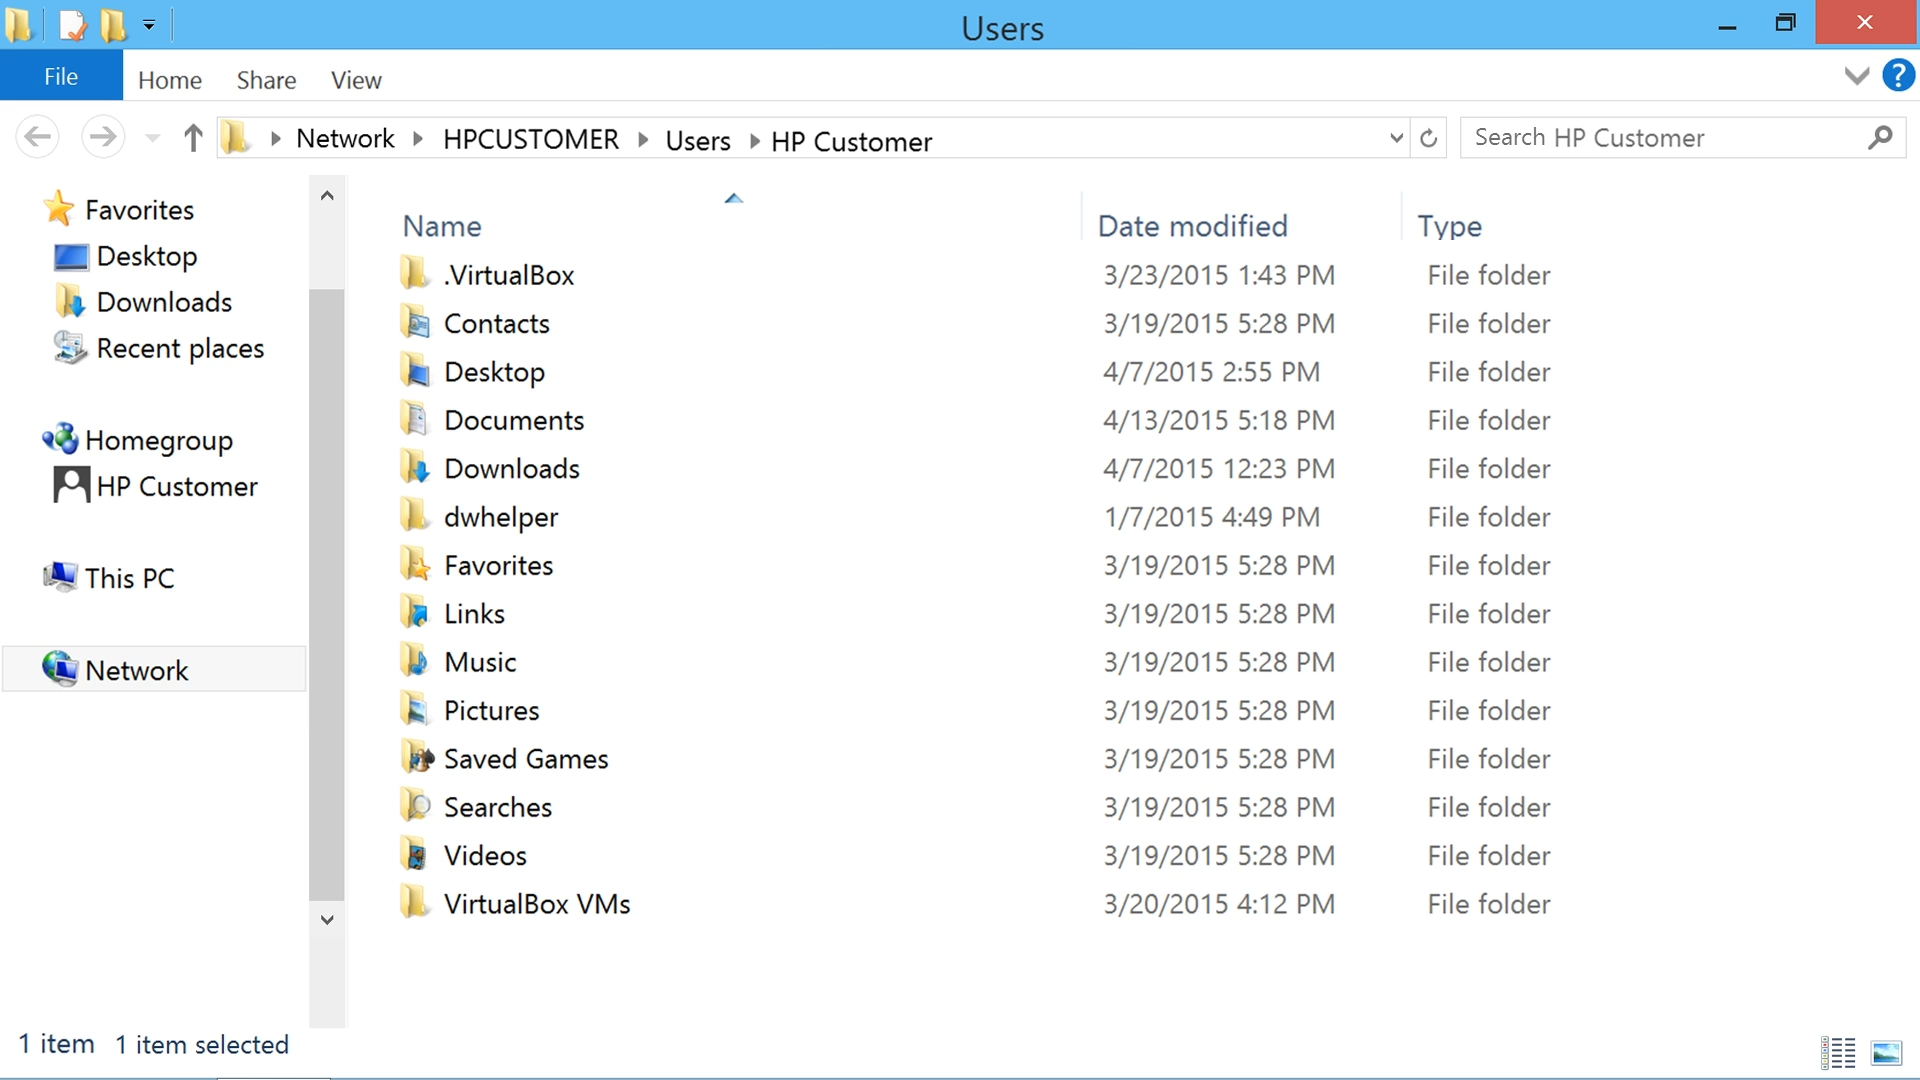 Users
File Home Share View
Network HPCUSTOMER Users HP Customer Search HP Customer
Favorites
Desktop
Downloads
Recent places
Homegroup
HP Customer
This PC
Network
Name Date modified Type
.VirtualBox 3/23/2015 1:43 PM File folder
Contacts 3/19/2015 5:28 PM File folder
Desktop 4/7/2015 2:55 PM File folder
Documents 4/13/2015 5:18 PM File folder
Downloads 4/7/2015 12:23 PM File folder
dwhelper 1/7/2015 4:49 PM File folder
Favorites 3/19/2015 5:28 PM File folder
Links 3/19/2015 5:28 PM File folder
Music 3/19/2015 5:28 PM File folder
Pictures 3/19/2015 5:28 PM File folder
Saved Games 3/19/2015 5:28 PM File folder
Searches 3/19/2015 5:28 PM File folder
Videos 3/19/2015 5:28 PM File folder
VirtualBox VMs 3/20/2015 4:12 PM File folder
1 item 1 item selected